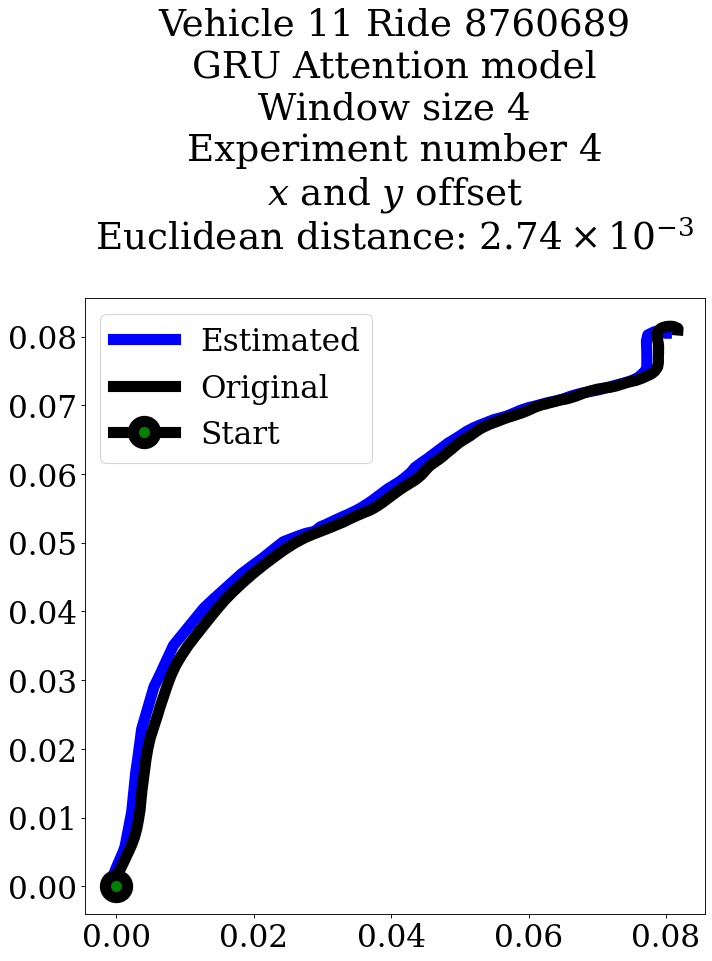 Vehicle 11 Ride 8760689
GRU Attention model
Window size 4
Experiment number 4
x and y offset
Euclidean distance: 2.74 × 10⁻³
Estimated
Original
Start
0.08
0.07
0.06
0.05
0.04
0.03
0.02
0.01
0.00
0.00 0.02 0.04 0.06 0.08